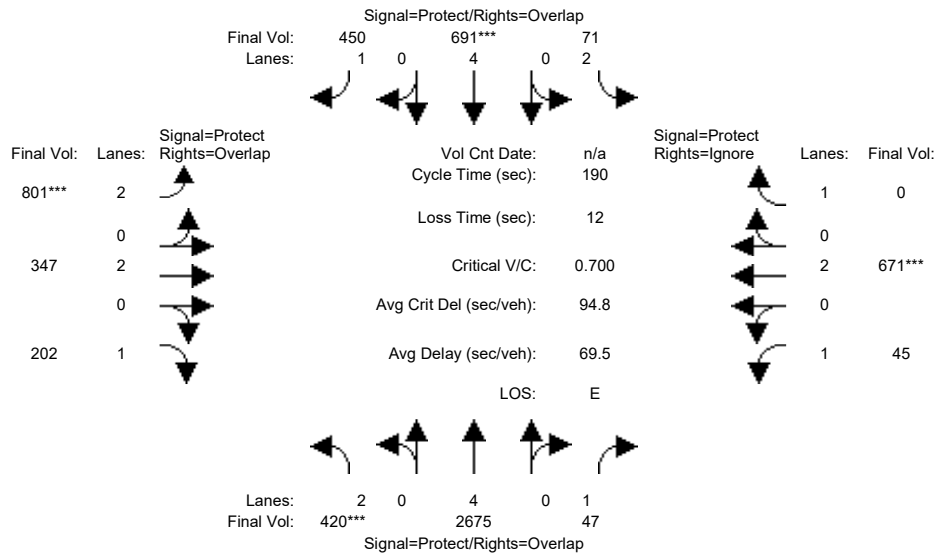 Signal=Protect/Rights=Overlap
Final Vol: 450 691*** 71
Lanes: 1 0 4 0 2
Signal=Protect Signal=Protect
Final Vol: Lanes: Rights=Overlap Vol Cnt Date: n/a Rights=Ignore Lanes: Final Vol:
Cycle Time (sec): 190
801*** 2 1 0
Loss Time (sec): 12
0 0
347 2 Critical V/C: 0.700 2 671***
0 Avg Crit Del (sec/veh): 94.8 0
202 1 Avg Delay (sec/veh): 69.5 1 45
LOS: E
Lanes: 2 0 4 0 1
Final Vol: 420*** 2675 47
Signal=Protect/Rights=Overlap